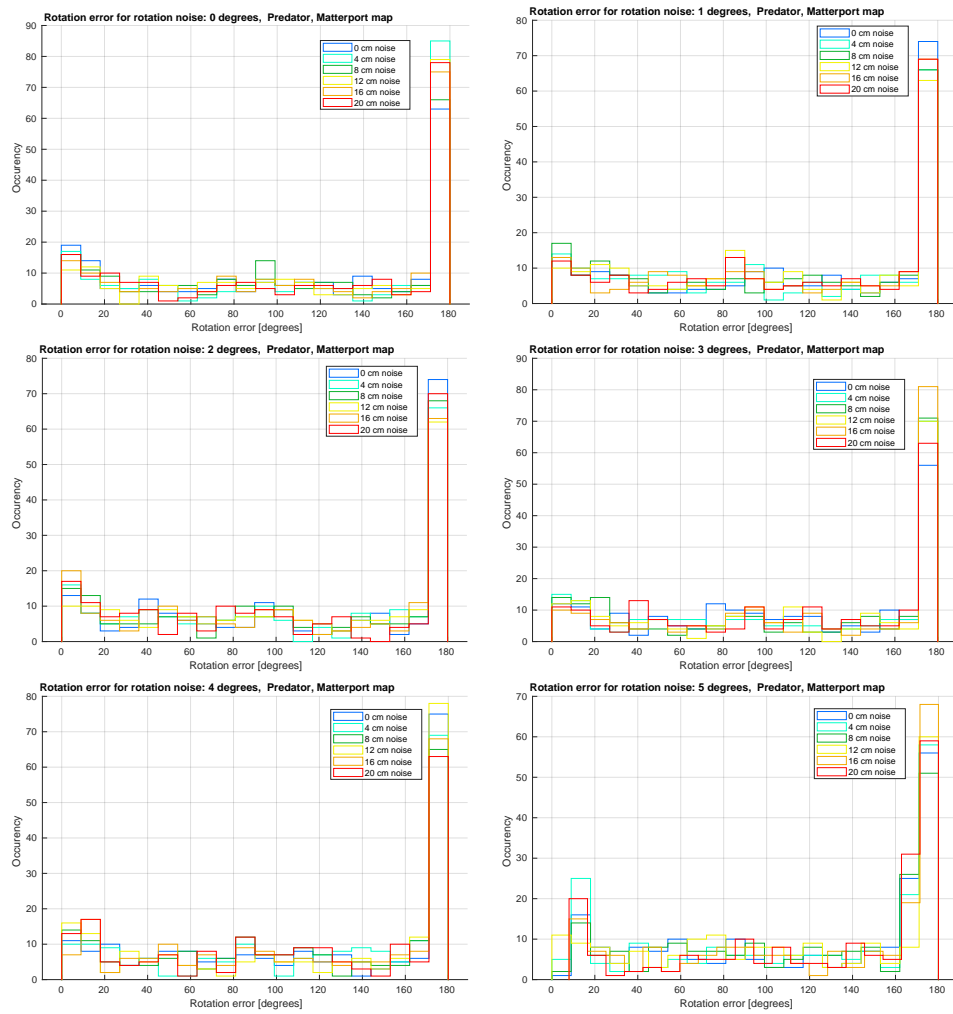 Rotation error for rotation noise: 0 degrees, Predator, Matterport map
90
80
70
60
50
40
30
20
10
0
Occurency
0 cm noise
4 cm noise
8 cm noise
12 cm noise
16 cm noise
20 cm noise
0 20 40 60 80 100 120 140 160 180
Rotation error [degrees]
Rotation error for rotation noise: 1 degrees, Predator, Matterport map
80
70
60
50
40
30
20
10
0
Occurency
0 cm noise
4 cm noise
8 cm noise
12 cm noise
16 cm noise
20 cm noise
0 20 40 60 80 100 120 140 160 180
Rotation error [degrees]
Rotation error for rotation noise: 2 degrees, Predator, Matterport map
80
70
60
50
40
30
20
10
0
Occurency
0 cm noise
4 cm noise
8 cm noise
12 cm noise
16 cm noise
20 cm noise
0 20 40 60 80 100 120 140 160 180
Rotation error [degrees]
Rotation error for rotation noise: 3 degrees, Predator, Matterport map
90
80
70
60
50
40
30
20
10
0
Occurency
0 cm noise
4 cm noise
8 cm noise
12 cm noise
16 cm noise
20 cm noise
0 20 40 60 80 100 120 140 160 180
Rotation error [degrees]
Rotation error for rotation noise: 4 degrees, Predator, Matterport map
80
70
60
50
40
30
20
10
0
Occurency
0 cm noise
4 cm noise
8 cm noise
12 cm noise
16 cm noise
20 cm noise
0 20 40 60 80 100 120 140 160 180
Rotation error [degrees]
Rotation error for rotation noise: 5 degrees, Predator, Matterport map
70
60
50
40
30
20
10
0
Occurency
0 cm noise
4 cm noise
8 cm noise
12 cm noise
16 cm noise
20 cm noise
0 20 40 60 80 100 120 140 160 180
Rotation error [degrees]